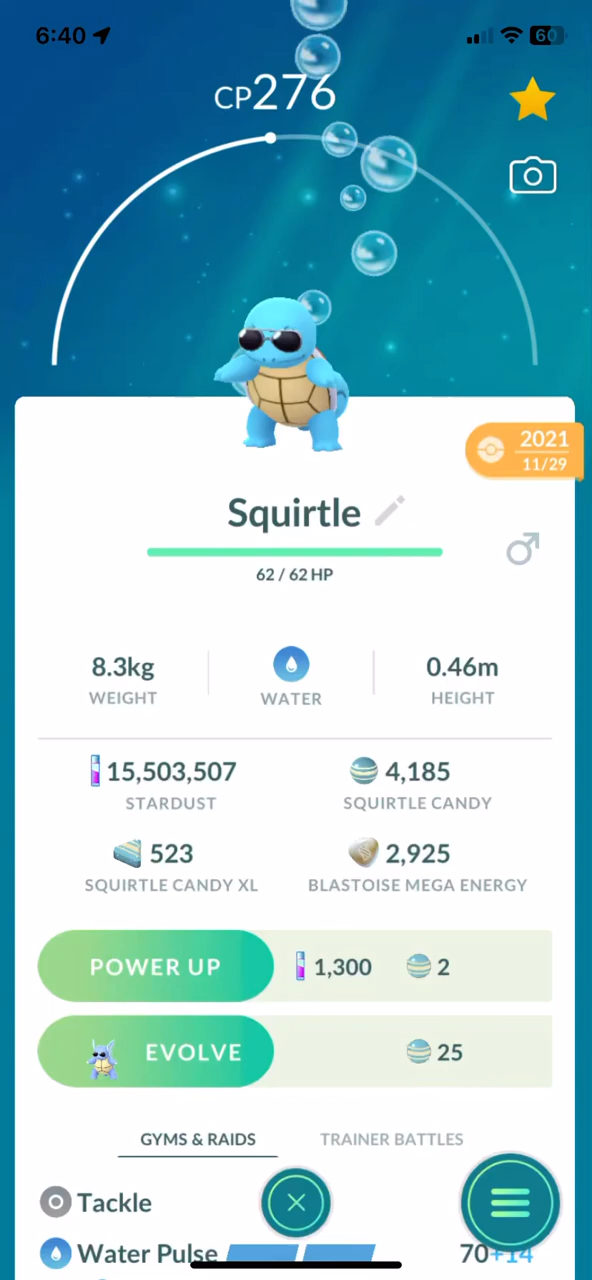 6:40
60
CP276
2021
11/29
Squirtle
62 / 62 HP
8.3kg
WEIGHT
WATER
0.46m
HEIGHT
15,503,507
STARDUST
4,185
SQUIRTLE CANDY
523
SQUIRTLE CANDY XL
2,925
BLASTOISE MEGA ENERGY
POWER UP 1,300 2
EVOLVE 25
GYMS & RAIDS TRAINER BATTLES
Tackle
Water Pulse 70+14